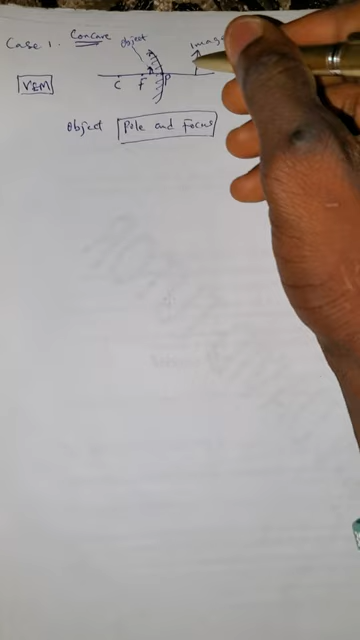 Case 1. Concave
Object
Image
VEM
C F P
Object Pole and Focus